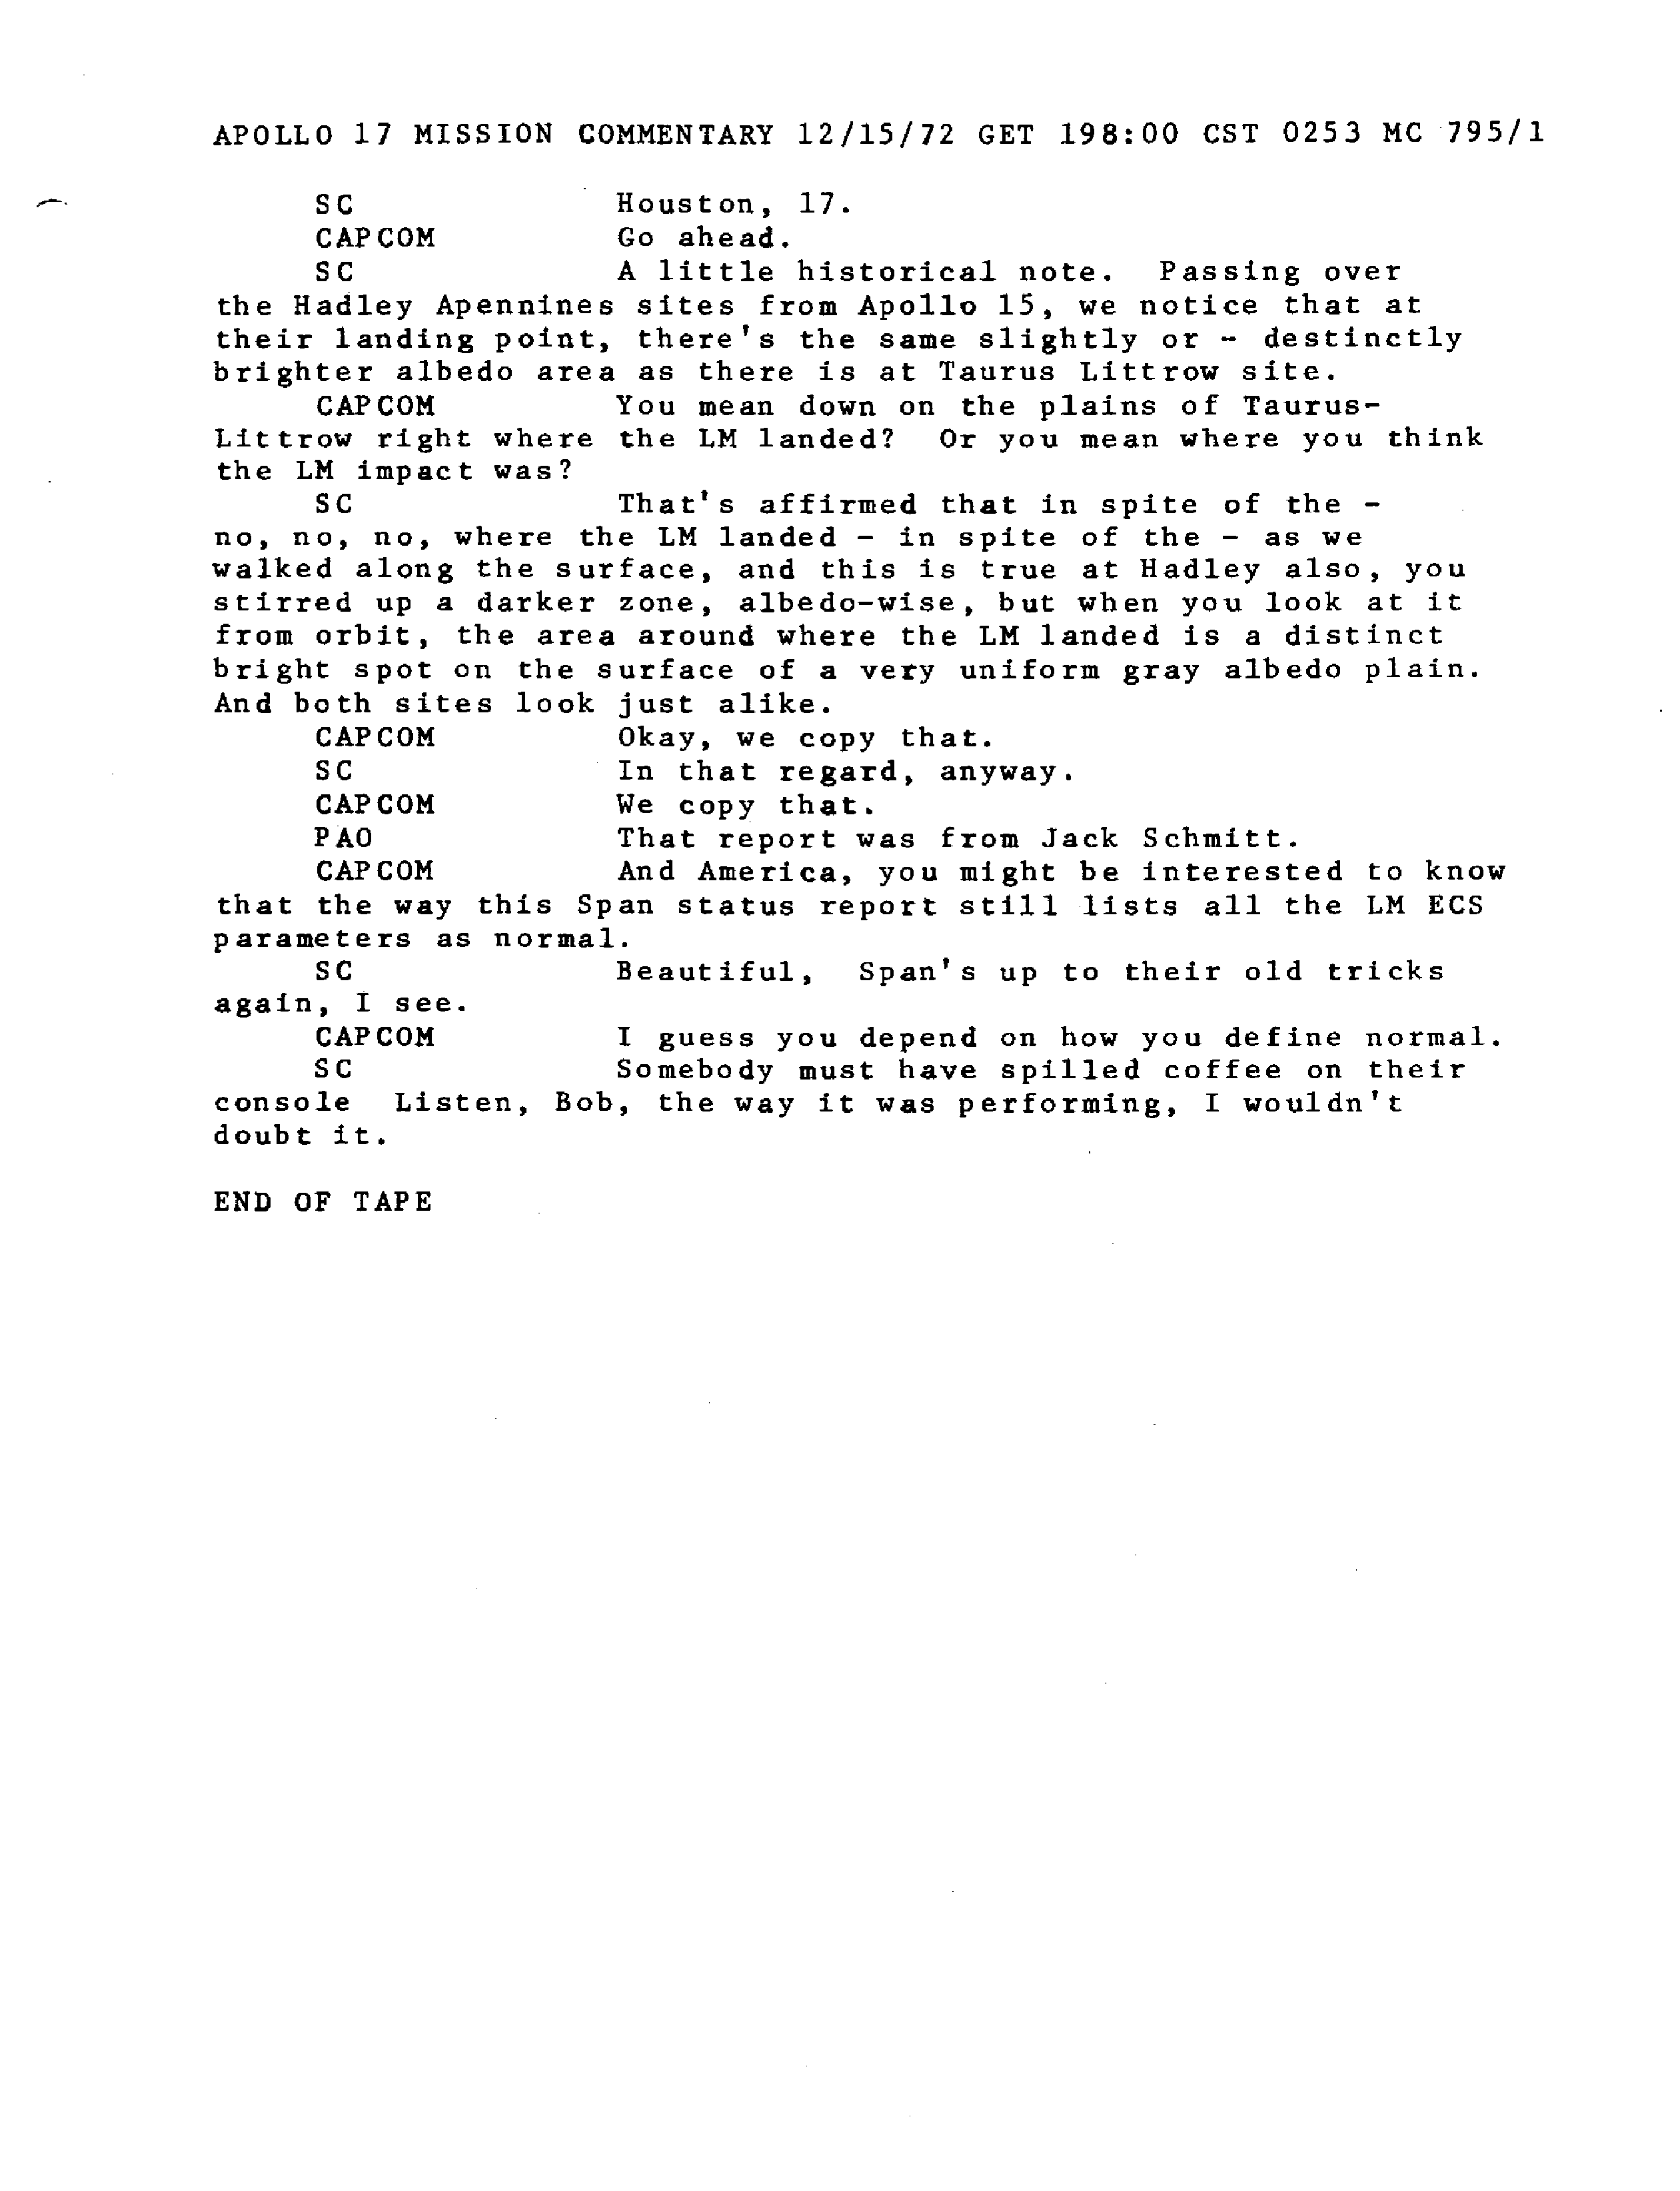 APOLLO 17 MISSION COMMENTARY 12/15/72 GET 198:00 CST 0253 MC 795/1
SC Houston, 17.
CAPCOM Go ahead.
SC A little historical note. Passing over
the Hadley Apennines sites from Apollo 15, we notice that at
their landing point, there's the same slightly or - destinctly
brighter albedo area as there is at Taurus Littrow site.
CAPCOM You mean down on the plains of Taurus-
Littrow right where the LM landed? Or you mean where you think
the LM impact was?
SC That's affirmed that in spite of the -
no, no, no, where the LM landed - in spite of the - as we
walked along the surface, and this is true at Hadley also, you
stirred up a darker zone, albedo-wise, but when you look at it
from orbit, the area around where the LM landed is a distinct
bright spot on the surface of a very uniform gray albedo plain.
And both sites look just alike.
CAPCOM Okay, we copy that.
SC In that regard, anyway.
CAPCOM We copy that.
PAO That report was from Jack Schmitt.
CAPCOM And America, you might be interested to know
that the way this Span status report still lists all the LM ECS
parameters as normal.
SC Beautiful, Span's up to their old tricks
again, I see.
CAPCOM I guess you depend on how you define normal.
SC Somebody must have spilled coffee on their
console Listen, Bob, the way it was performing, I wouldn't
doubt it.
END OF TAPE